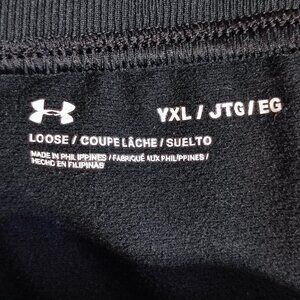 YXL / JTG / EG
LOOSE / COUPE LÂCHE / SUELTO
MADE IN PHILIPPINES / FABRIQUÉ AUX PHILIPPINES /
HECHO EN FILIPINAS